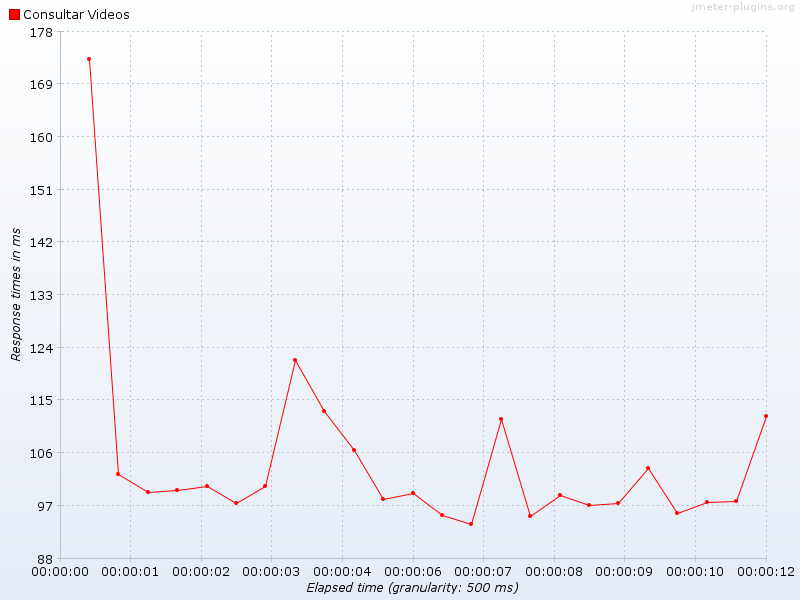 jmeter-plugins.org
Consultar Videos
178
169
160
151
142
133
124
115
106
97
88
Response times in ms
00:00:00 00:00:01 00:00:02 00:00:03 00:00:04 00:00:06 00:00:07 00:00:08 00:00:09 00:00:10 00:00:12
Elapsed time (granularity: 500 ms)